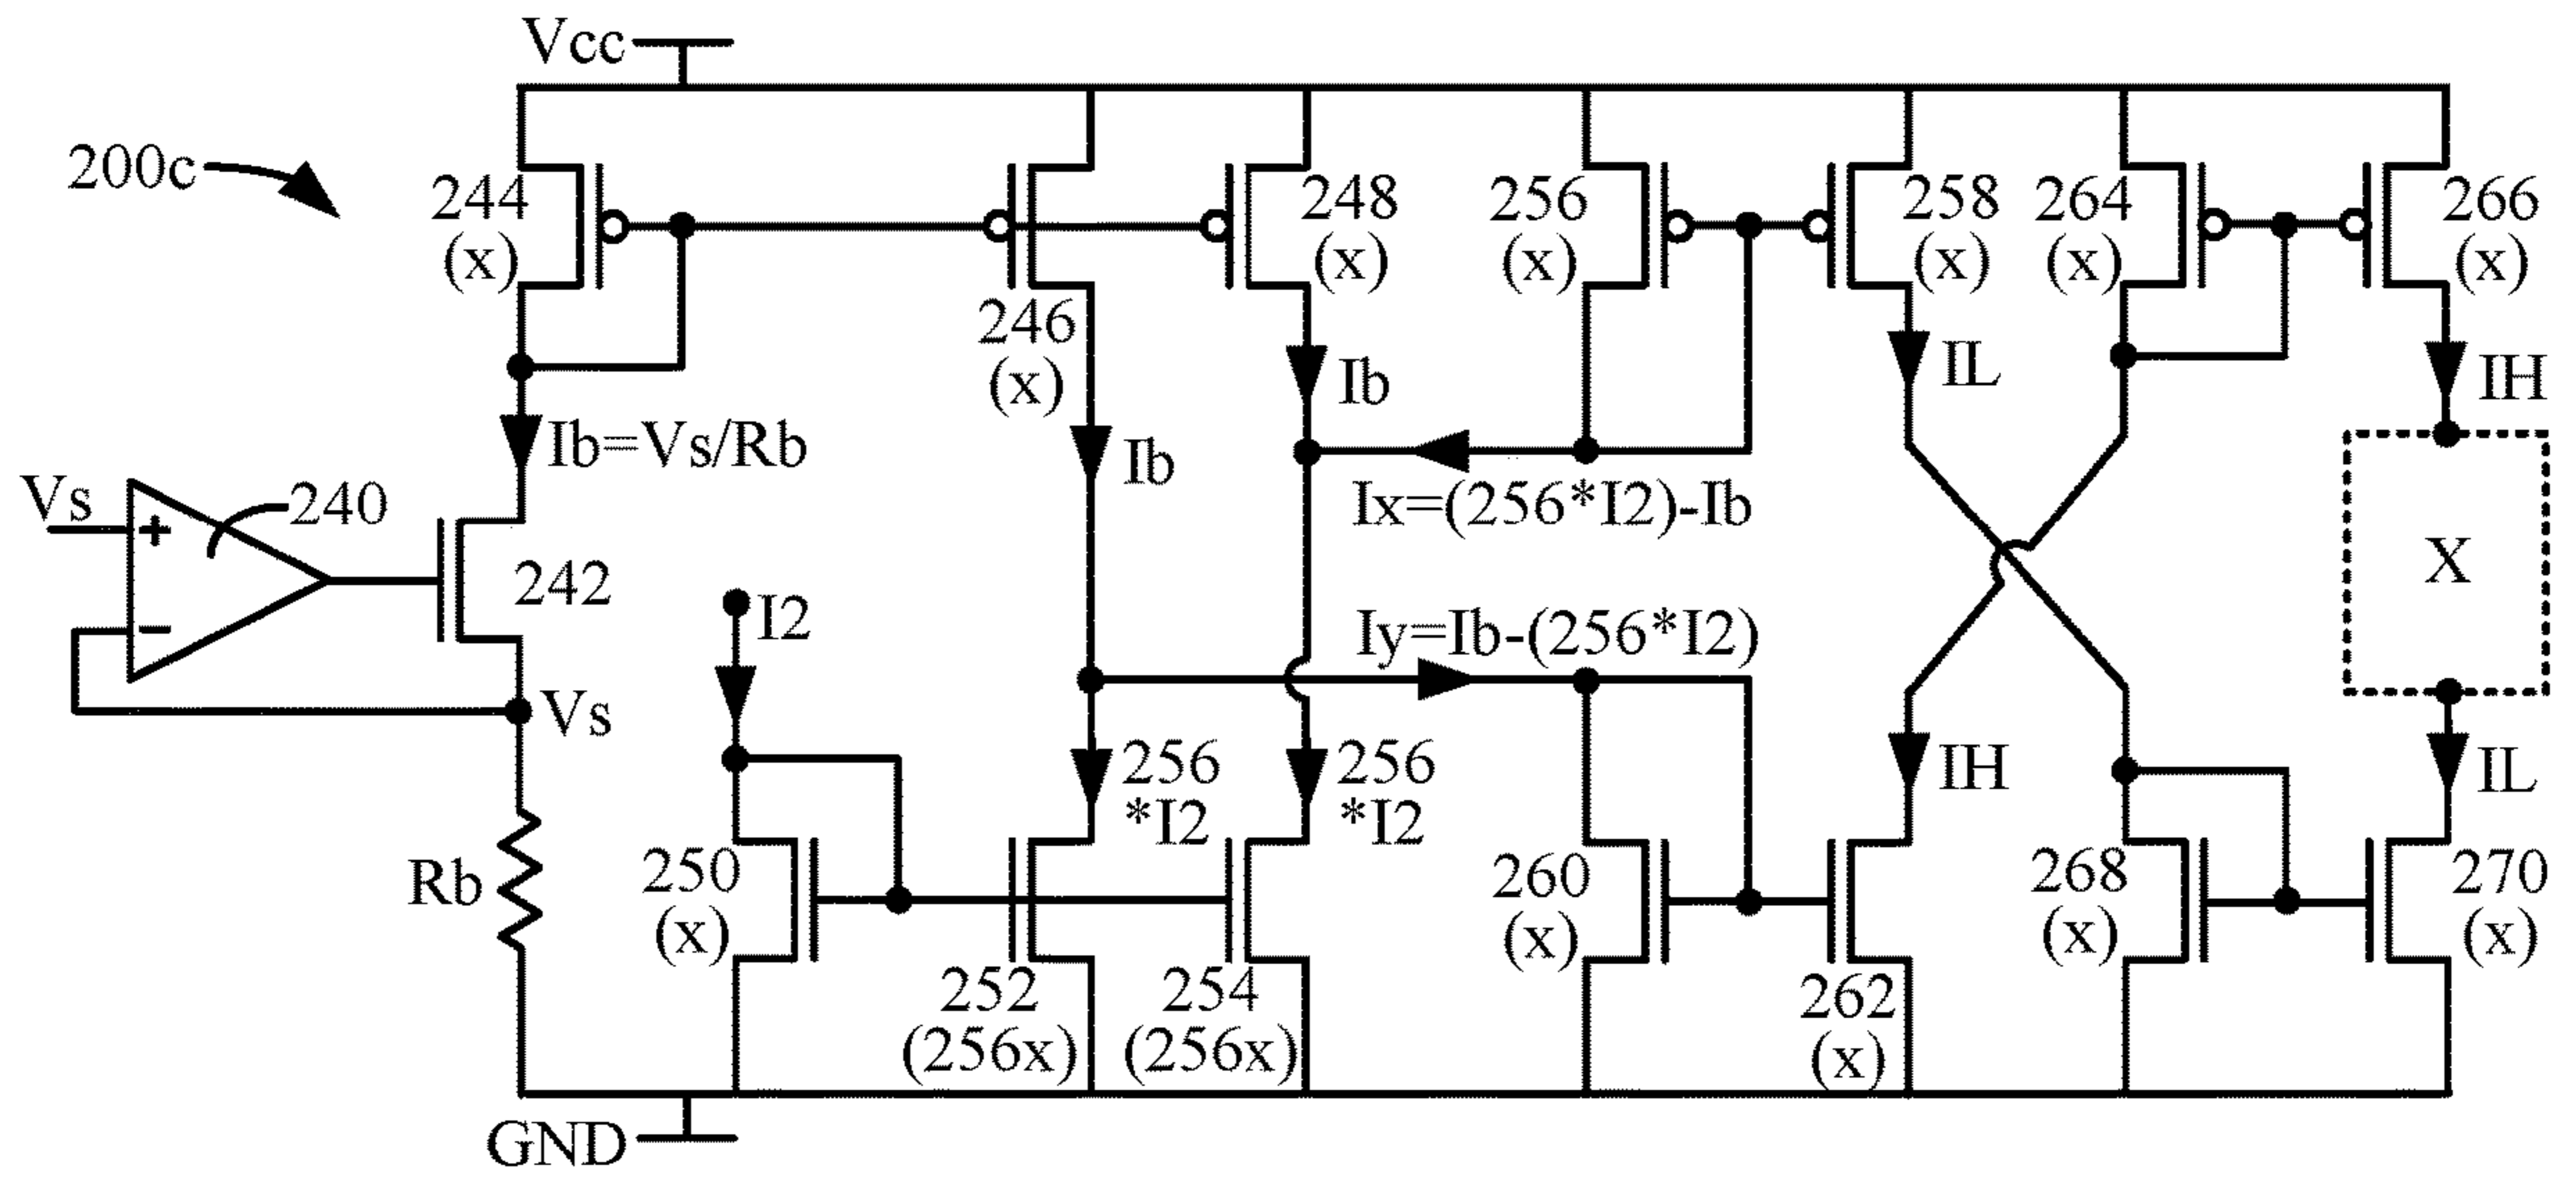 Vcc
200c
244
(x)
246
(x)
248
(x)
256
(x)
258
(x)
264
(x)
266
(x)
Ib=Vs/Rb
Ib
Ib
IL
IH
Vs
+
-
240
242
Vs
Rb
I2
Ix=(256*I2)-Ib
Iy=Ib-(256*I2)
X
256
*I2
256
*I2
IH
IL
250
(x)
252
(256x)
254
(256x)
260
(x)
262
(x)
268
(x)
270
(x)
GND